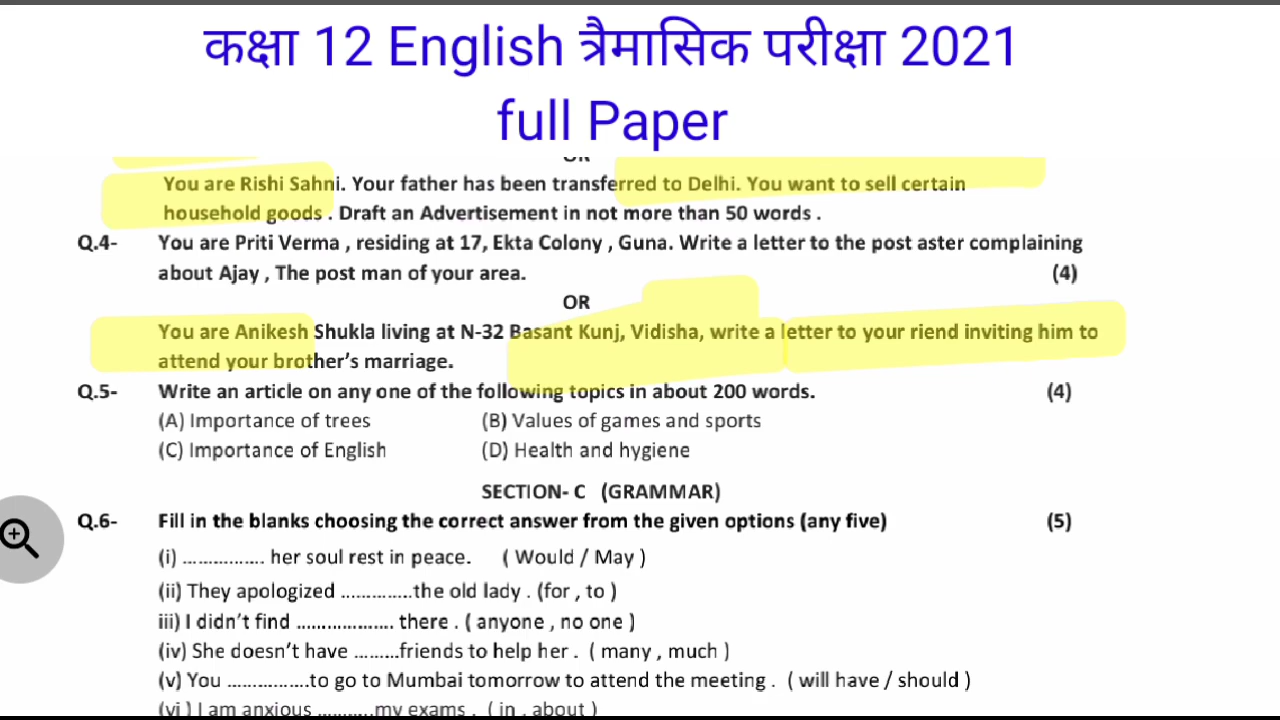 कक्षा 12 English त्रैमासिक परीक्षा 2021
full Paper
OR
You are Rishi Sahni. Your father has been transferred to Delhi. You want to sell certain
household goods . Draft an Advertisement in not more than 50 words .
Q.4- You are Priti Verma , residing at 17, Ekta Colony , Guna. Write a letter to the post aster complaining
about Ajay , The post man of your area. (4)
OR
You are Anikesh Shukla living at N-32 Basant Kunj, Vidisha, write a letter to your riend inviting him to
attend your brother's marriage.
Q.5- Write an article on any one of the following topics in about 200 words. (4)
(A) Importance of trees (B) Values of games and sports
(C) Importance of English (D) Health and hygiene
SECTION- C (GRAMMAR)
Q.6- Fill in the blanks choosing the correct answer from the given options (any five) (5)
(i) ................ her soul rest in peace. ( Would / May )
(ii) They apologized ..............the old lady . (for , to )
iii) I didn't find ................... there . ( anyone , no one )
(iv) She doesn't have .........friends to help her . ( many , much )
(v) You ................to go to Mumbai tomorrow to attend the meeting . ( will have / should )
(vi ) I am anxious ...........my exams . ( in , about )